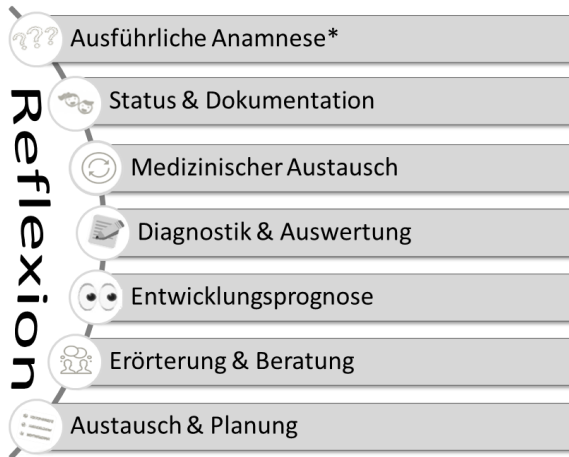 Reflexion
???
Ausführliche Anamnese*
Status & Dokumentation
Medizinischer Austausch
Diagnostik & Auswertung
Entwicklungsprognose
Erörterung & Beratung
Austausch & Planung